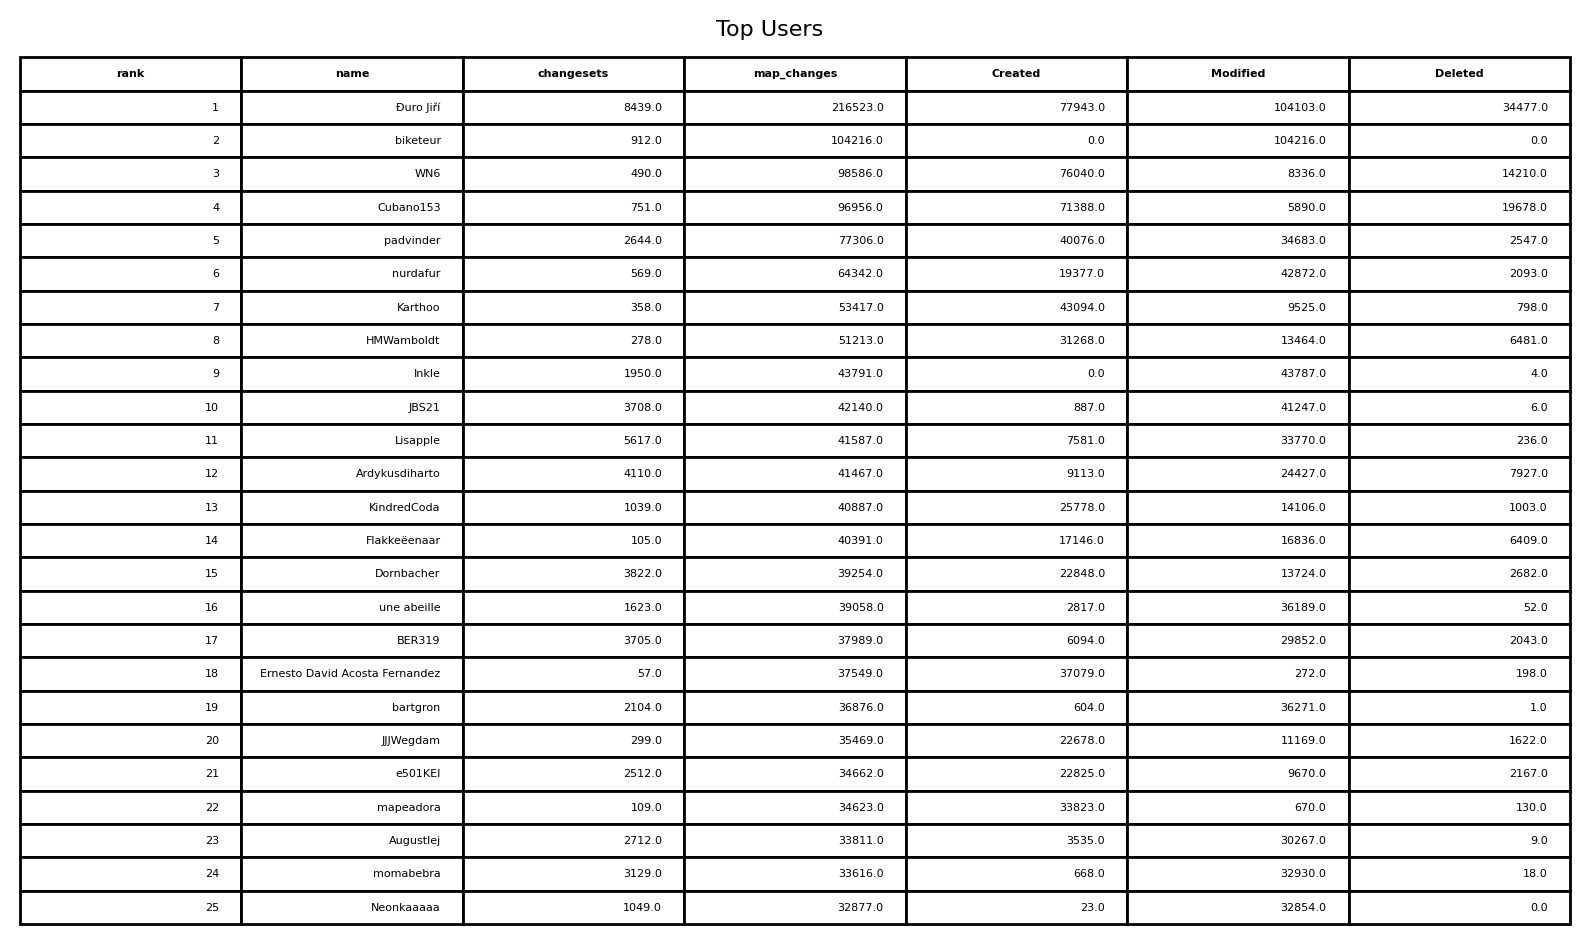 Top Users
rank name changesets map_changes Created Modified Deleted
1 Đuro Jiří 8439.0 216523.0 77943.0 104103.0 34477.0
2 biketeur 912.0 104216.0 0.0 104216.0 0.0
3 WN6 490.0 98586.0 76040.0 8336.0 14210.0
4 Cubano153 751.0 96956.0 71388.0 5890.0 19678.0
5 padvinder 2644.0 77306.0 40076.0 34683.0 2547.0
6 nurdafur 569.0 64342.0 19377.0 42872.0 2093.0
7 Karthoo 358.0 53417.0 43094.0 9525.0 798.0
8 HMWamboldt 278.0 51213.0 31268.0 13464.0 6481.0
9 Inkle 1950.0 43791.0 0.0 43787.0 4.0
10 JBS21 3708.0 42140.0 887.0 41247.0 6.0
11 Lisapple 5617.0 41587.0 7581.0 33770.0 236.0
12 Ardykusdiharto 4110.0 41467.0 9113.0 24427.0 7927.0
13 KindredCoda 1039.0 40887.0 25778.0 14106.0 1003.0
14 Flakkeëenaar 105.0 40391.0 17146.0 16836.0 6409.0
15 Dornbacher 3822.0 39254.0 22848.0 13724.0 2682.0
16 une abeille 1623.0 39058.0 2817.0 36189.0 52.0
17 BER319 3705.0 37989.0 6094.0 29852.0 2043.0
18 Ernesto David Acosta Fernandez 57.0 37549.0 37079.0 272.0 198.0
19 bartgron 2104.0 36876.0 604.0 36271.0 1.0
20 JJJWegdam 299.0 35469.0 22678.0 11169.0 1622.0
21 e501KEI 2512.0 34662.0 22825.0 9670.0 2167.0
22 mapeadora 109.0 34623.0 33823.0 670.0 130.0
23 Augustlej 2712.0 33811.0 3535.0 30267.0 9.0
24 momabebra 3129.0 33616.0 668.0 32930.0 18.0
25 Neonkaaaaa 1049.0 32877.0 23.0 32854.0 0.0